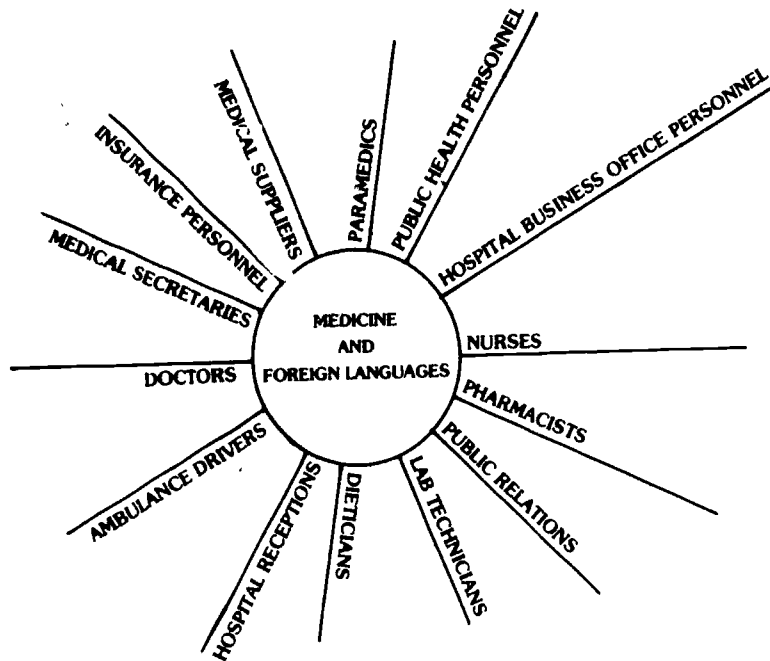 MEDICINE
AND
FOREIGN LANGUAGES
PARAMEDICS
PUBLIC HEALTH PERSONNEL
HOSPITAL BUSINESS OFFICE PERSONNEL
NURSES
PHARMACISTS
PUBLIC RELATIONS
LAB TECHNICIANS
DIETICIANS
HOSPITAL RECEPTIONS
AMBULANCE DRIVERS
DOCTORS
MEDICAL SECRETARIES
INSURANCE PERSONNEL
MEDICAL SUPPLIERS